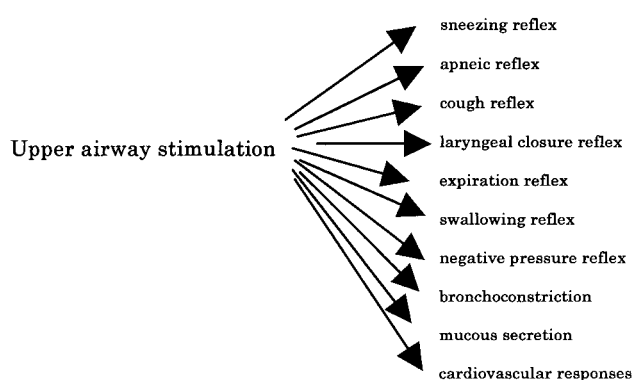 sneezing reflex
apneic reflex
cough reflex
laryngeal closure reflex
Upper airway stimulation
expiration reflex
swallowing reflex
negative pressure reflex
bronchoconstriction
mucous secretion
cardiovascular responses